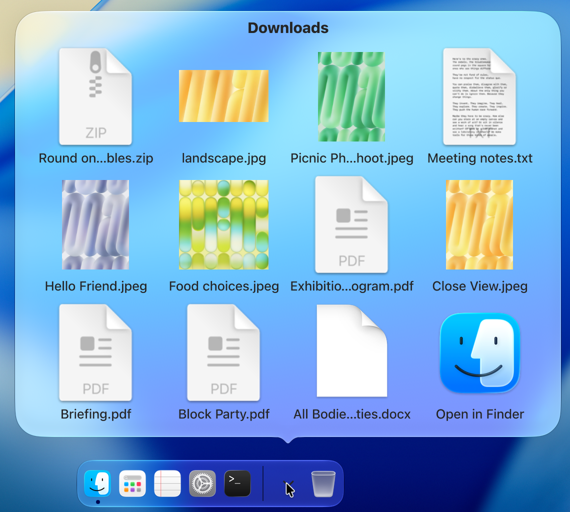 Downloads
ZIP
Round on...bles.zip
landscape.jpg
Picnic Ph...hoot.jpeg
Meeting notes.txt
Hello Friend.jpeg
Food choices.jpeg
PDF
Exhibitio...ogram.pdf
Close View.jpeg
PDF
Briefing.pdf
PDF
Block Party.pdf
All Bodie...ties.docx
Open in Finder
>_